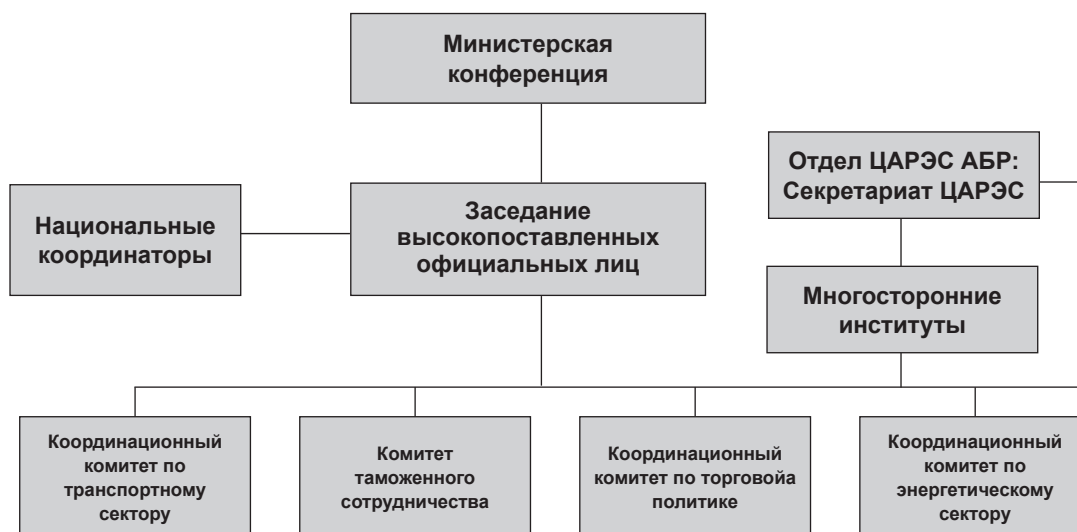 Министерская
конференция
Отдел ЦАРЭС АБР:
Секретариат ЦАРЭС
Национальные
координаторы
Заседание
высокопоставленных
официальных лиц
Многосторонние
институты
Координационный
комитет по
транспортному
сектору
Комитет
таможенного
сотрудничества
Координационный
комитет по торговойа
политике
Координационный
комитет по
энергетическому
сектору